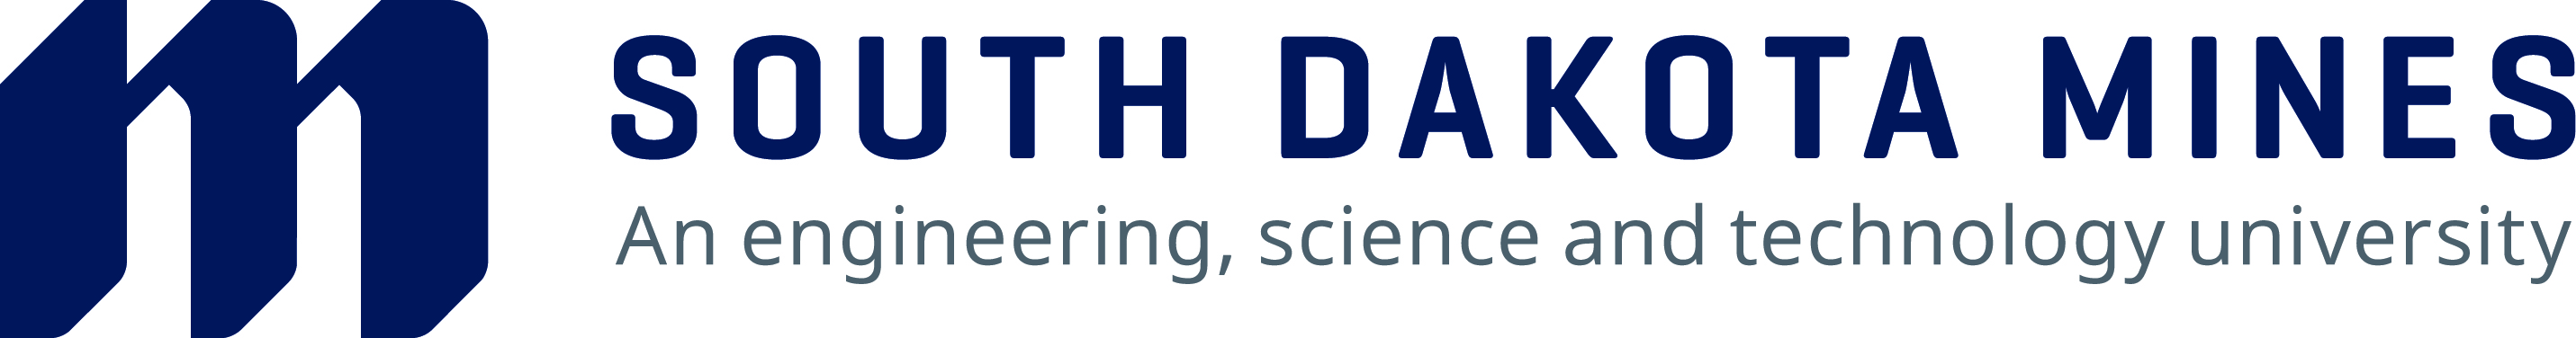 SOUTH DAKOTA MINES
An engineering, science and technology university